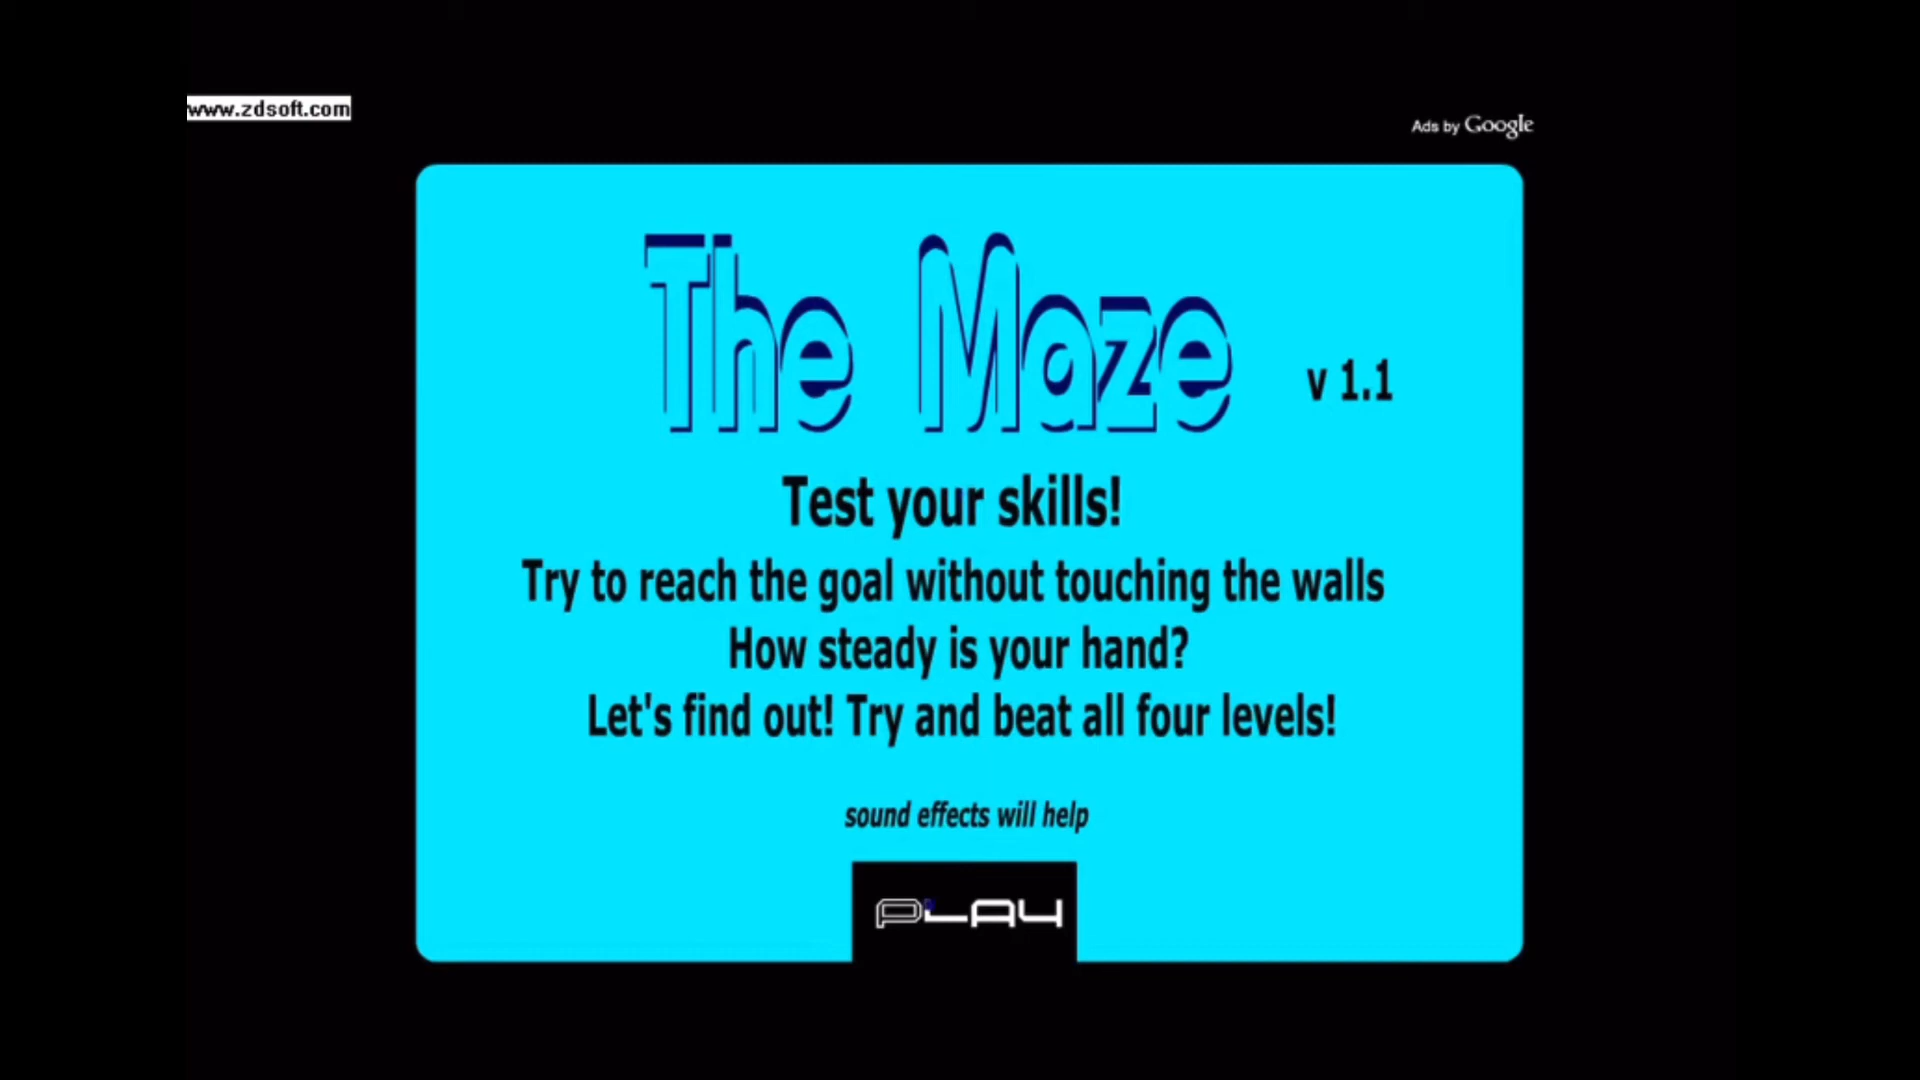 www.zdsoft.com
Ads by Google
The Maze
v 1.1
Test your skills!
Try to reach the goal without touching the walls
How steady is your hand?
Let's find out! Try and beat all four levels!
sound effects will help
PLAY